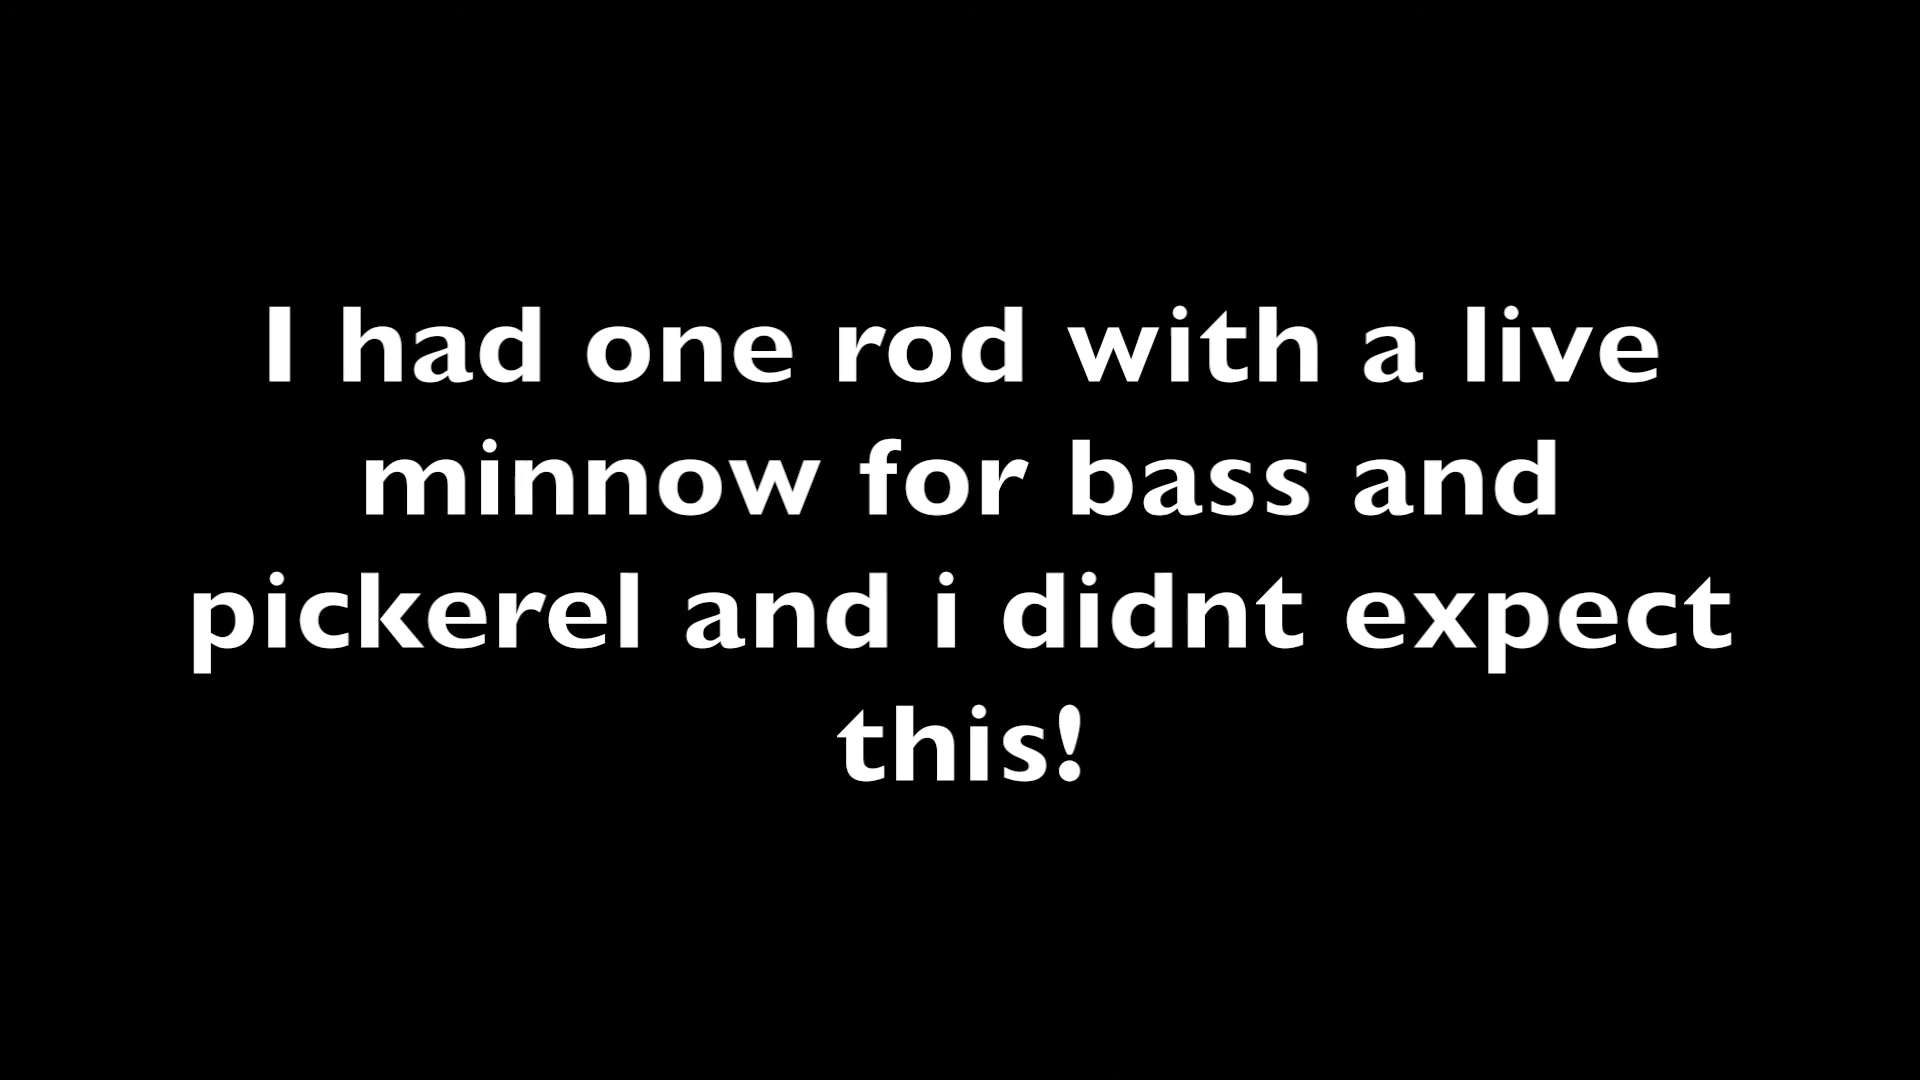 I had one rod with a live
minnow for bass and
pickerel and i didnt expect
this!